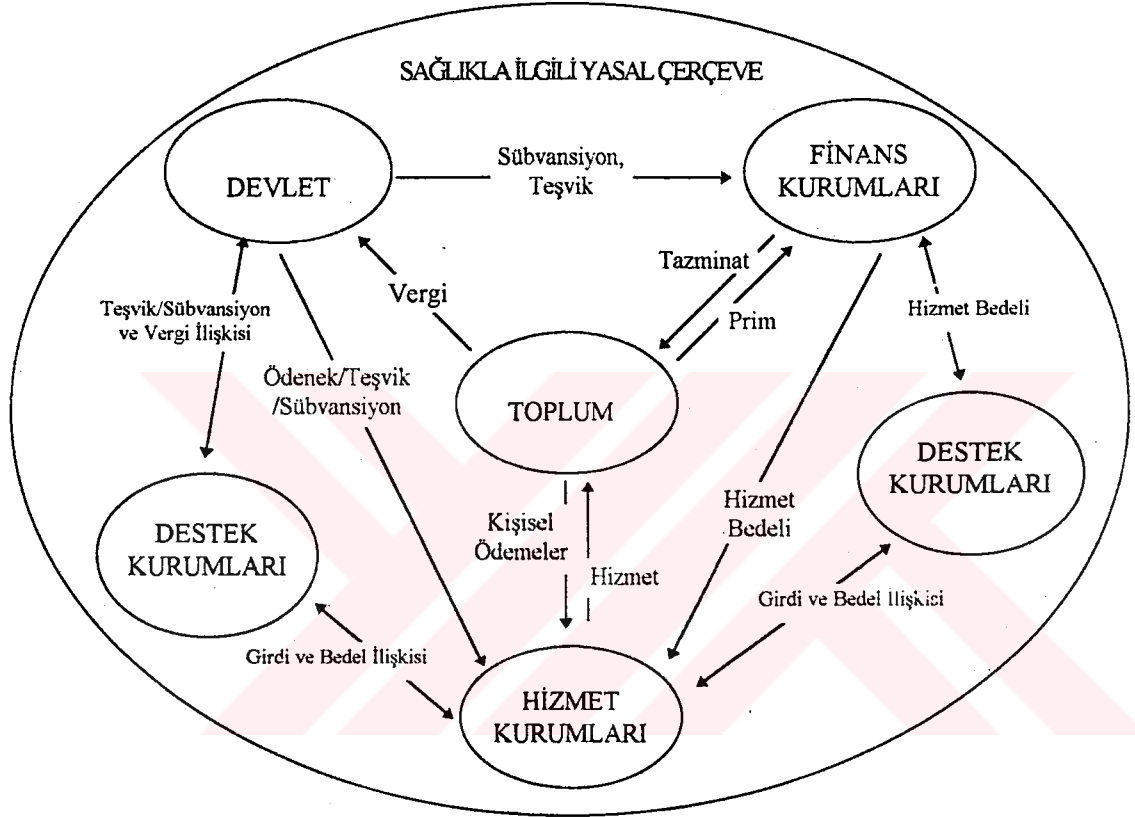 SAĞLIKLA İLGİLİ YASAL ÇERÇEVE
DEVLET
Sübvansiyon,
Teşvik
FİNANS
KURUMLARI
Vergi
Tazminat
Prim
Teşvik/Sübvansiyon
ve Vergi İlişkisi
Hizmet Bedeli
Ödenek/Teşvik
/Sübvansiyon
TOPLUM
DESTEK
KURUMLARI
DESTEK
KURUMLARI
Kişisel
Ödemeler
Hizmet
Hizmet
Bedeli
Girdi ve Bedel İlişkisi
Girdi ve Bedel İlişkisi
HİZMET
KURUMLARI